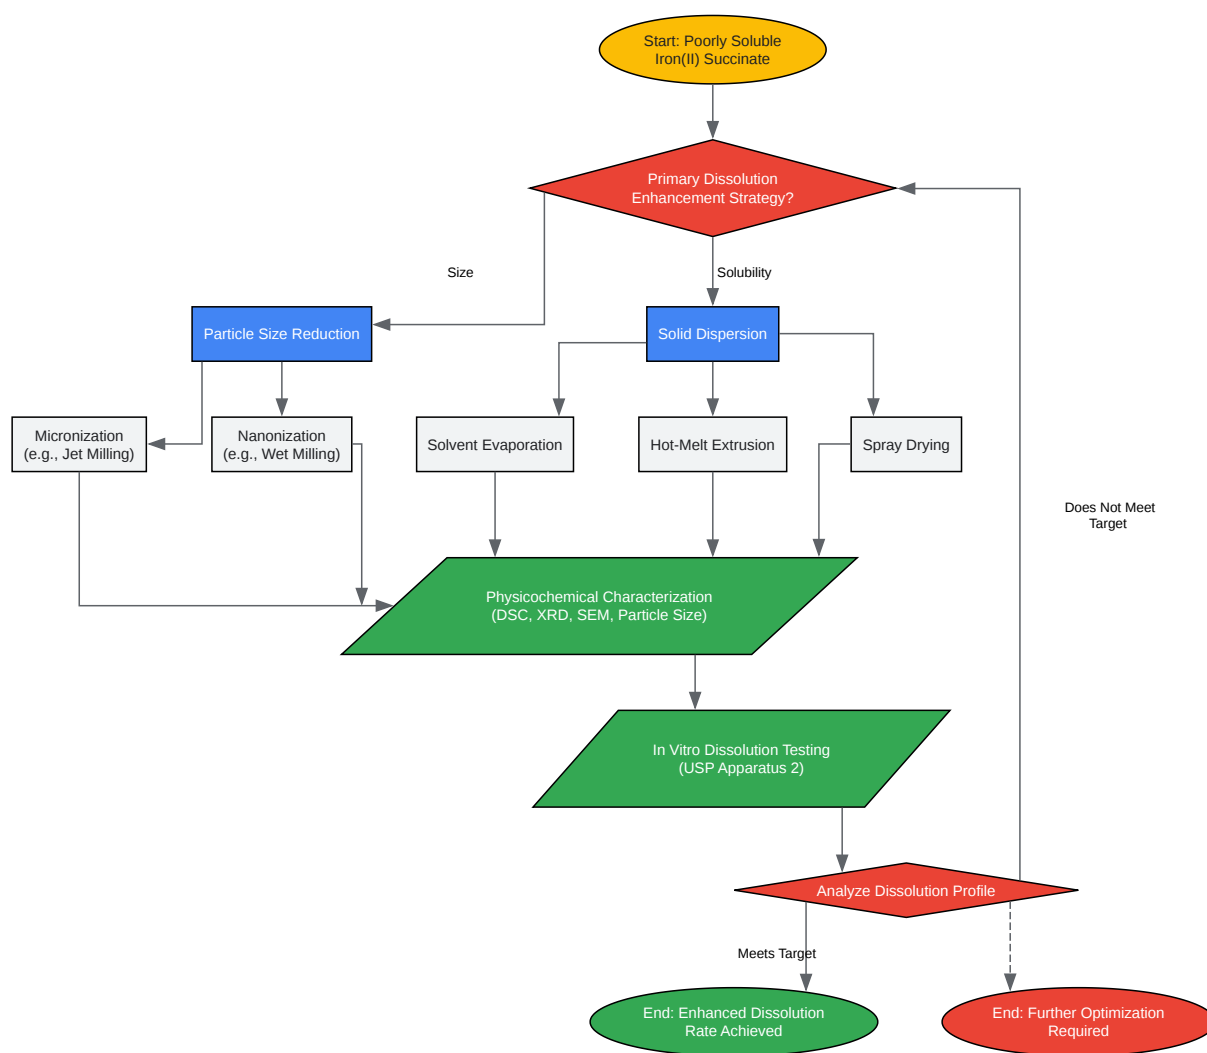 Start: Poorly Soluble
Iron(II) Succinate
Primary Dissolution
Enhancement Strategy?
Size
Solubility
Particle Size Reduction
Solid Dispersion
Micronization
(e.g., Jet Milling)
Nanonization
(e.g., Wet Milling)
Solvent Evaporation
Hot-Melt Extrusion
Spray Drying
Does Not Meet
Target
Physicochemical Characterization
(DSC, XRD, SEM, Particle Size)
In Vitro Dissolution Testing
(USP Apparatus 2)
Analyze Dissolution Profile
Meets Target
End: Enhanced Dissolution
Rate Achieved
End: Further Optimization
Required